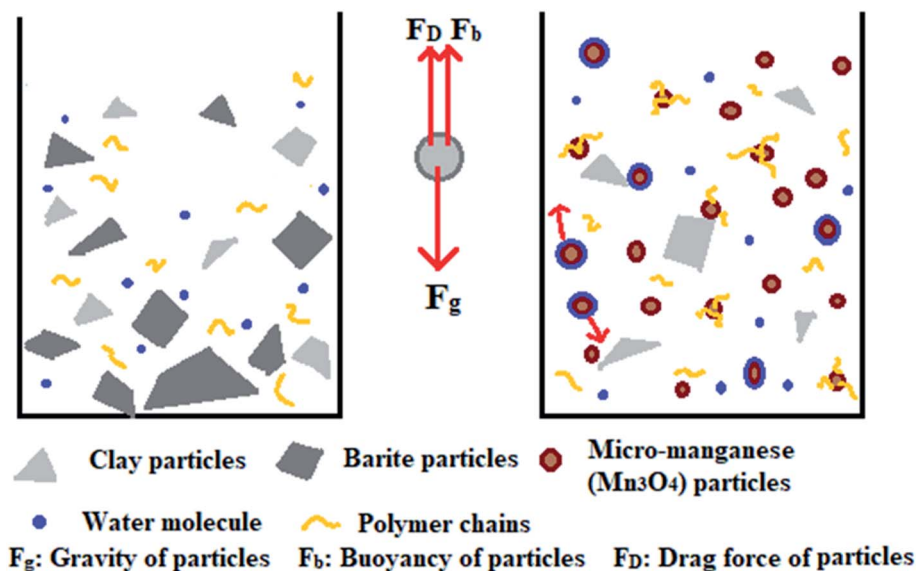 FD Fb
Fg
Clay particles
Barite particles
Micro-manganese
(Mn3O4) particles
Water molecule
Polymer chains
Fg: Gravity of particles Fb: Buoyancy of particles FD: Drag force of particles